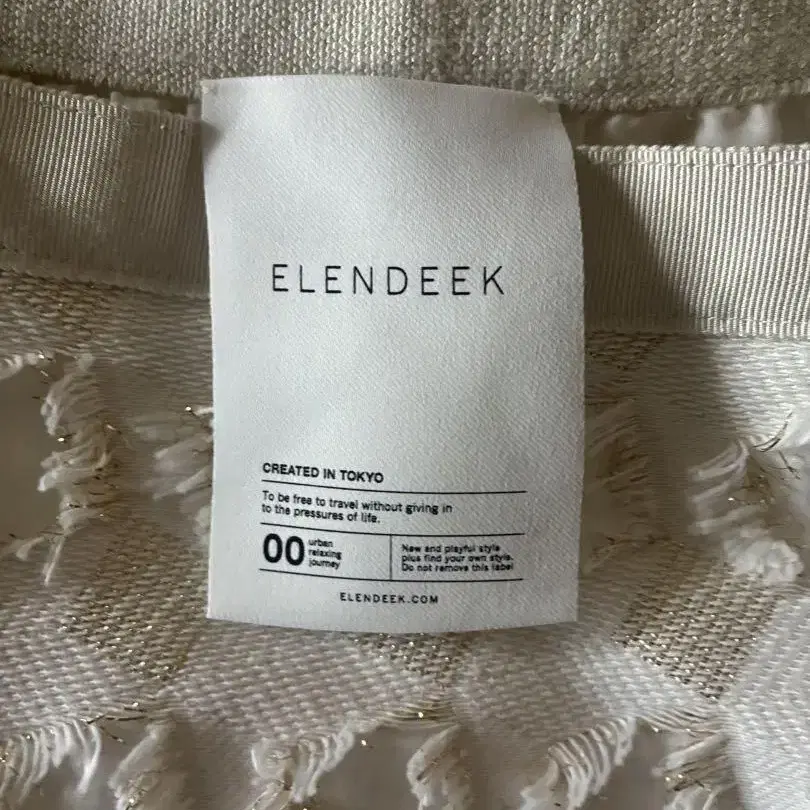 ELENDEEK
CREATED IN TOKYO
To be free to travel without giving in
to the pressures of life.
00
urban
relaxing
journey
New and playful style
plus find your own style.
Do not remove this label
ELENDEEK.COM